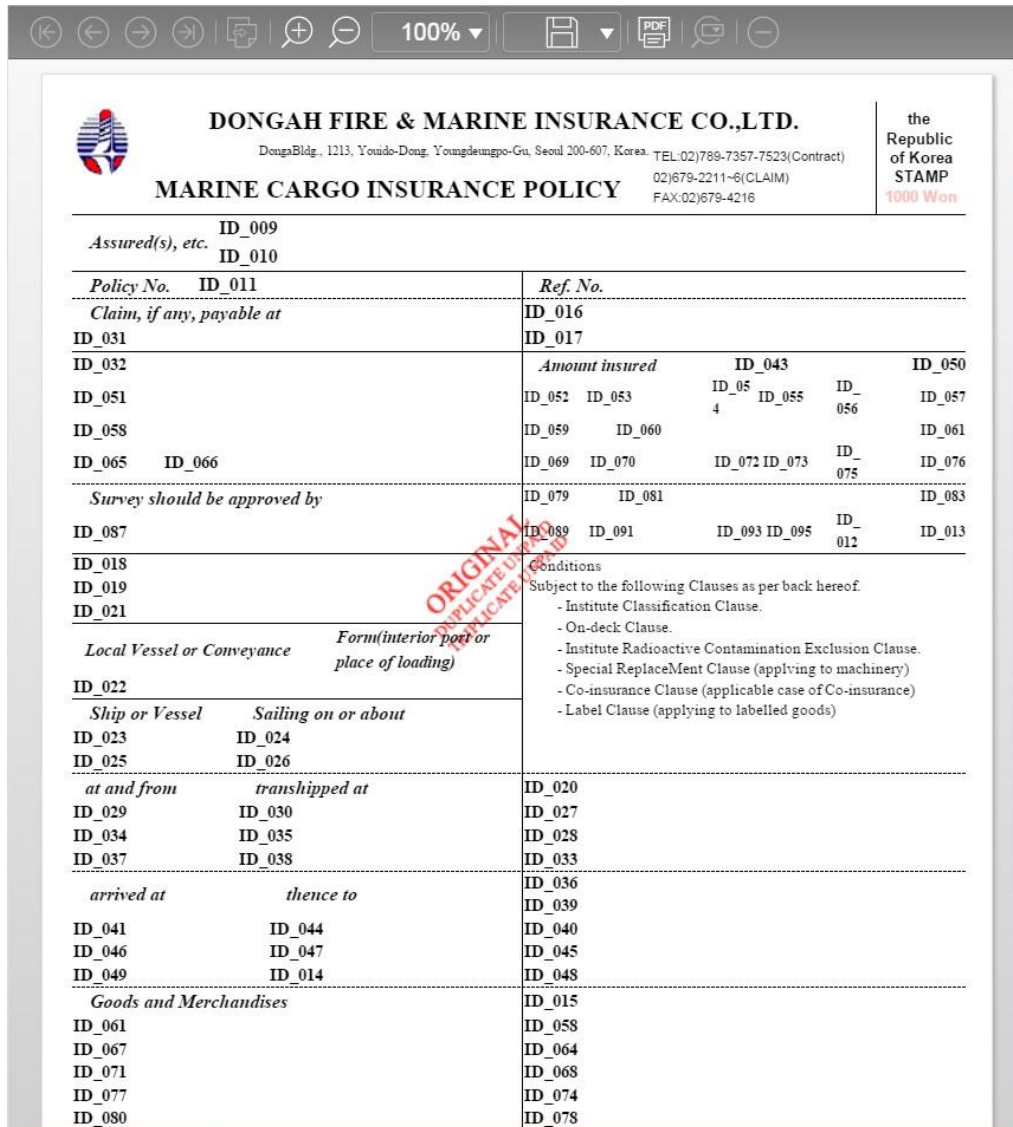 100%
PDF
DONGAH FIRE & MARINE INSURANCE CO.,LTD.
DongaBldg., 1213, Youido-Dong, Youngdeungpo-Gu, Seoul 200-607, Korea.
TEL:02)789-7357-7523(Contract)
02)679-2211~6(CLAIM)
FAX:02)679-4216
MARINE CARGO INSURANCE POLICY
the
Republic
of Korea
STAMP
1000 Won
Assured(s), etc.
ID_009
ID_010
Policy No. ID_011
Ref. No.
Claim, if any, payable at
ID_016
ID_031
ID_017
ID_032
Amount insured ID_043 ID_050
ID_051
ID_052 ID_053 ID_05
4 ID_055 ID_
056 ID_057
ID_058
ID_059 ID_060 ID_061
ID_065 ID_066
ID_069 ID_070 ID_072 ID_073 ID_
075 ID_076
Survey should be approved by
ID_079 ID_081 ID_083
ID_087
ID_089 ID_091 ID_093 ID_095 ID_
012 ID_013
ORIGINAL
DUPLICATE UNPAID
TRIPLICATE UNPAID
ID_018
ID_019
ID_021
Conditions
Subject to the following Clauses as per back hereof.
- Institute Classification Clause.
- On-deck Clause.
- Institute Radioactive Contamination Exclusion Clause.
- Special ReplaceMent Clause (applving to machinery)
- Co-insurance Clause (applicable case of Co-insurance)
- Label Clause (applying to labelled goods)
Local Vessel or Conveyance
Form(interior port or
place of loading)
ID_022
Ship or Vessel Sailing on or about
ID_023 ID_024
ID_025 ID_026
at and from transhipped at
ID_020
ID_029 ID_030
ID_027
ID_034 ID_035
ID_028
ID_037 ID_038
ID_033
arrived at thence to
ID_036
ID_039
ID_041 ID_044
ID_040
ID_046 ID_047
ID_045
ID_049 ID_014
ID_048
Goods and Merchandises
ID_015
ID_061
ID_058
ID_067
ID_064
ID_071
ID_068
ID_077
ID_074
ID_080
ID_078